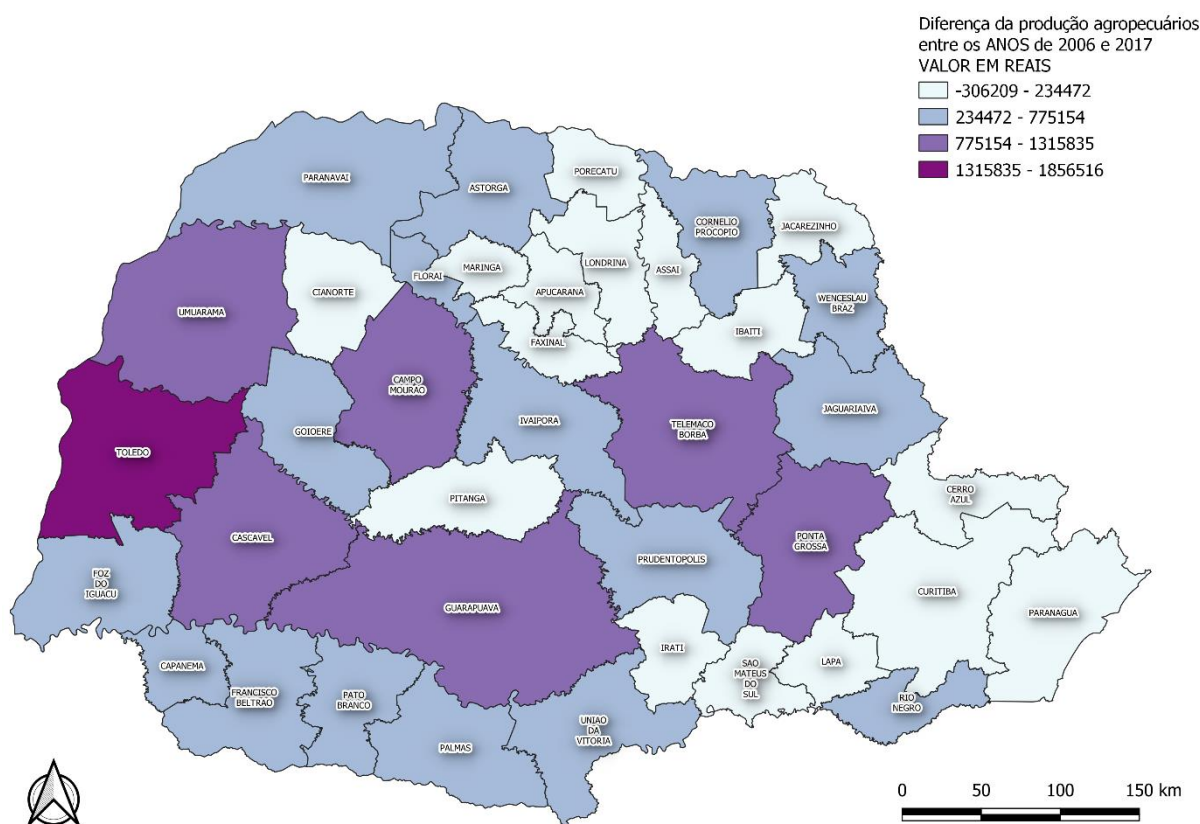 Diferença da produção agropecuários
entre os ANOS de 2006 e 2017
VALOR EM REAIS
-306209 - 234472
234472 - 775154
775154 - 1315835
1315835 - 1856516
PARANAVAI
ASTORGA
PORECATU
CORNELIO
PROCOPIO
JACAREZINHO
UMUARAMA
CIANORTE
FLORAI
MARINGA
APUCARANA
LONDRINA
ASSAI
WENCESLAU
BRAZ
IBAITI
FAXINAL
CAMPO
MOURÃO
GOIOERE
IVAIPORA
TELEMACO
BORBA
JAGUARIAIVA
TOLEDO
PITANGA
CERRO
AZUL
CASCAVEL
PONTA
GROSSA
PRUDENTOPOLIS
FOZ
DO
IGUACU
GUARAPUAVA
CURITIBA
PARANAGUA
IRATI
SAO
MATEUS
DO
SUL
LAPA
CAPANEMA
FRANCISCO
BELTRAO
PATO
BRANCO
PALMAS
UNIAO
DA
VITORIA
RIO
NEGRO
0 50 100 150 km